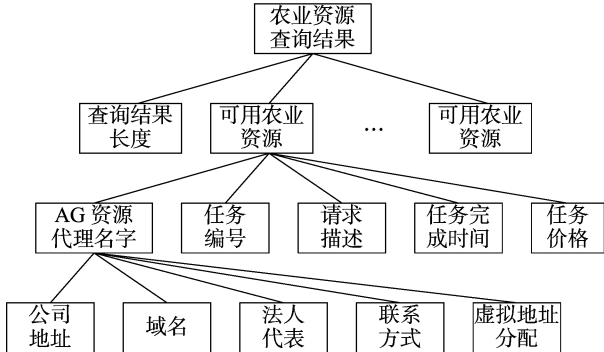 农业资源
查询结果
查询结果
长度
可用农业
资源
…
可用农业
资源
AG 资源
代理名字
任务
编号
请求
描述
任务完
成时间
任务
价格
公司
地址
域名
法人
代表
联系
方式
虚拟地址
分配